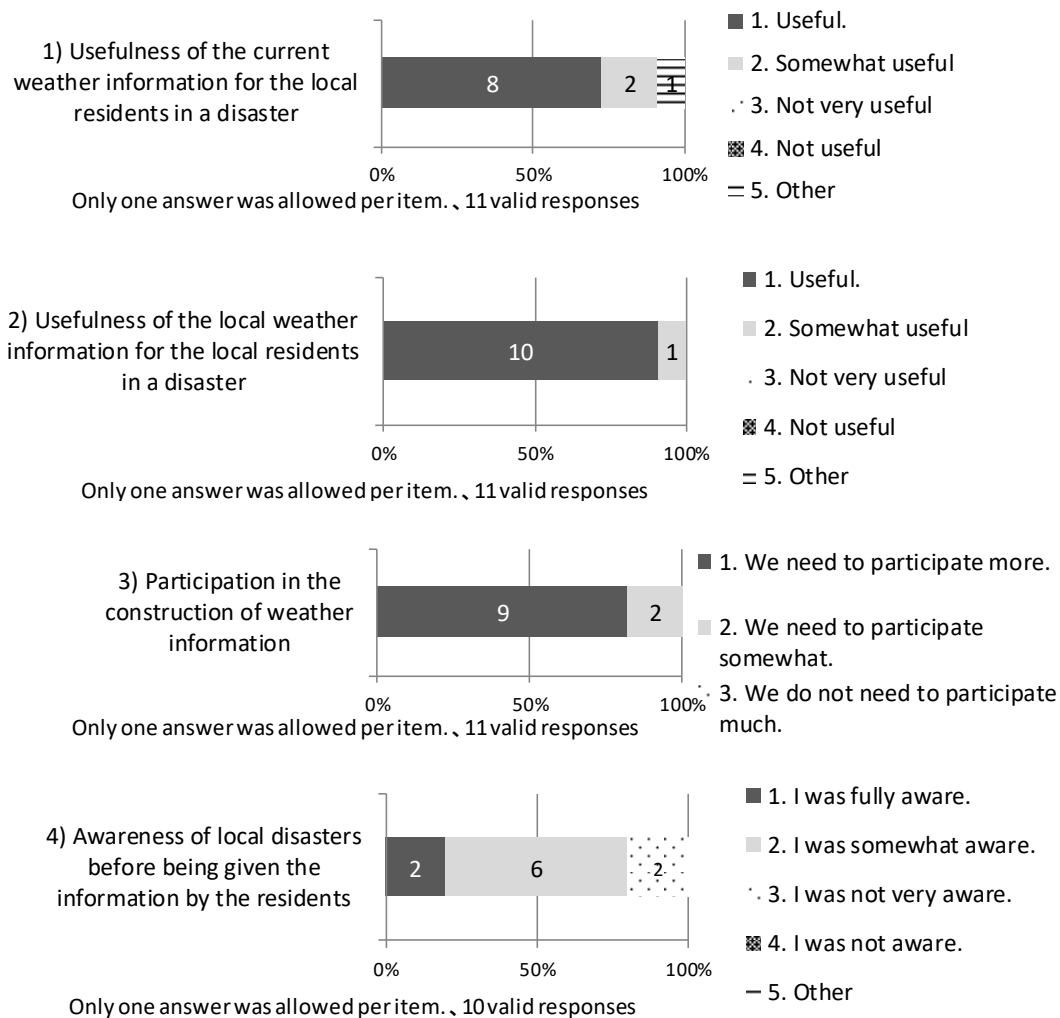 1) Usefulness of the current
weather information for the local
residents in a disaster
8
2
1
0%
50%
100%
1. Useful.
2. Somewhat useful
3. Not very useful
4. Not useful
5. Other
Only one answer was allowed per item.、11 valid responses
2) Usefulness of the local weather
information for the local residents
in a disaster
10
1
0%
50%
100%
1. Useful.
2. Somewhat useful
3. Not very useful
4. Not useful
5. Other
Only one answer was allowed per item.、11 valid responses
3) Participation in the
construction of weather
information
9
2
0%
50%
100%
1. We need to participate more.
2. We need to participate
somewhat.
3. We do not need to participate
much.
Only one answer was allowed per item.、11 valid responses
4) Awareness of local disasters
before being given the
information by the residents
2
6
2
0%
50%
100%
1. I was fully aware.
2. I was somewhat aware.
3. I was not very aware.
4. I was not aware.
5. Other
Only one answer was allowed per item.、10 valid responses